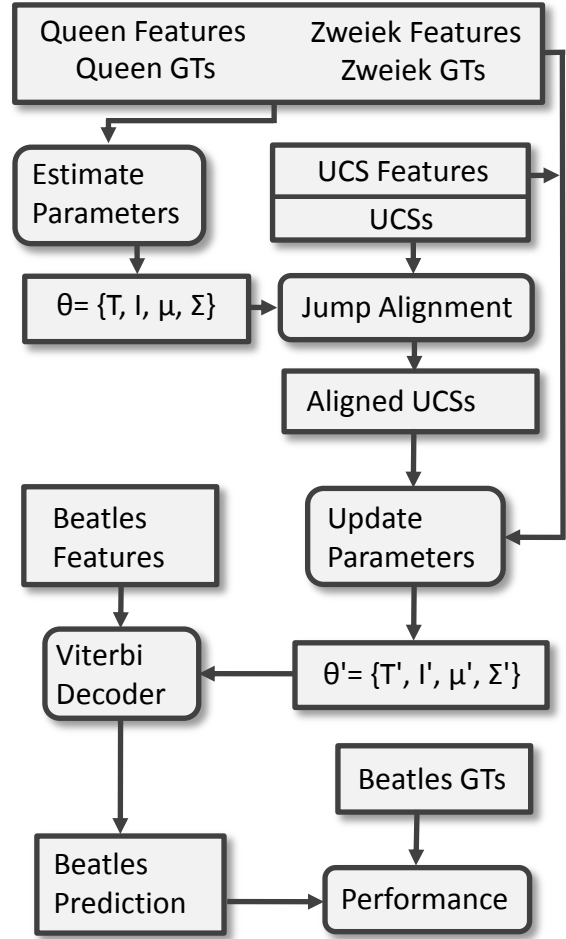 Queen Features Zweiek Features
Queen GTs Zweiek GTs
Estimate
Parameters
UCS Features
UCSs
θ= {T, I, μ, Σ}
Jump Alignment
Aligned UCSs
Beatles
Features
Update
Parameters
Viterbi
Decoder
θ'= {T', I', μ', Σ'}
Beatles GTs
Beatles
Prediction
Performance